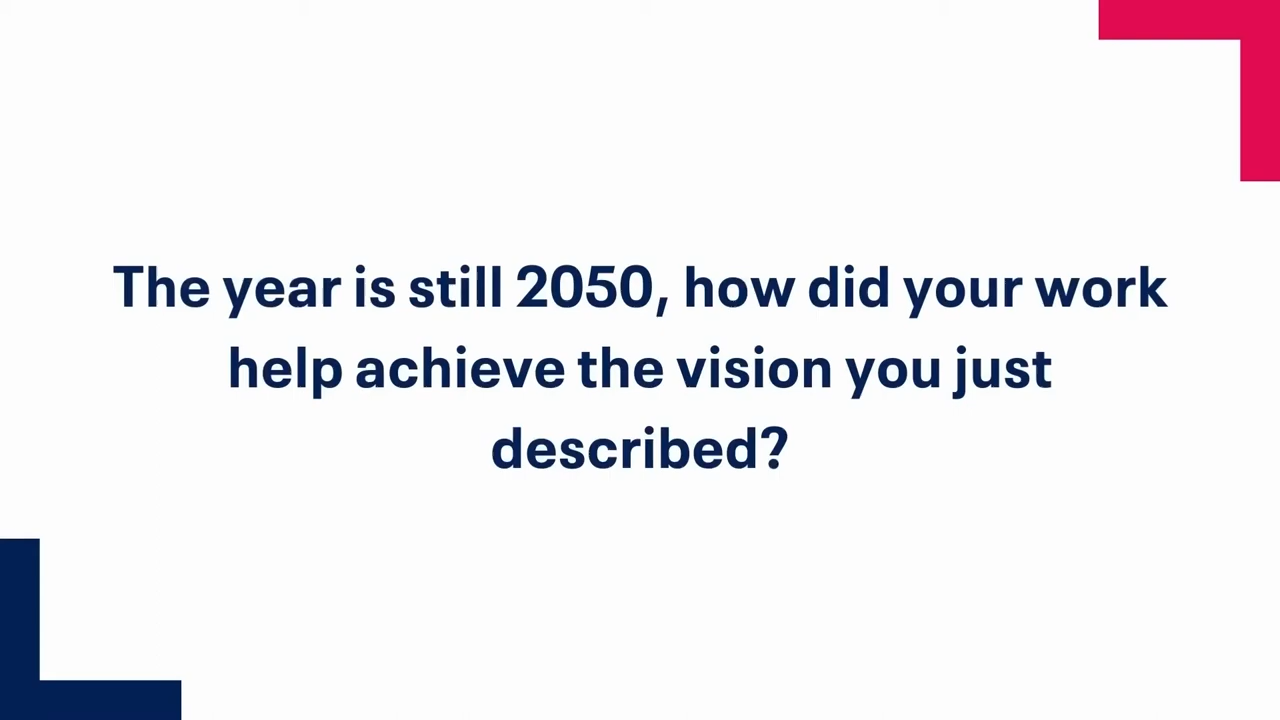 The year is still 2050, how did your work
help achieve the vision you just
described?